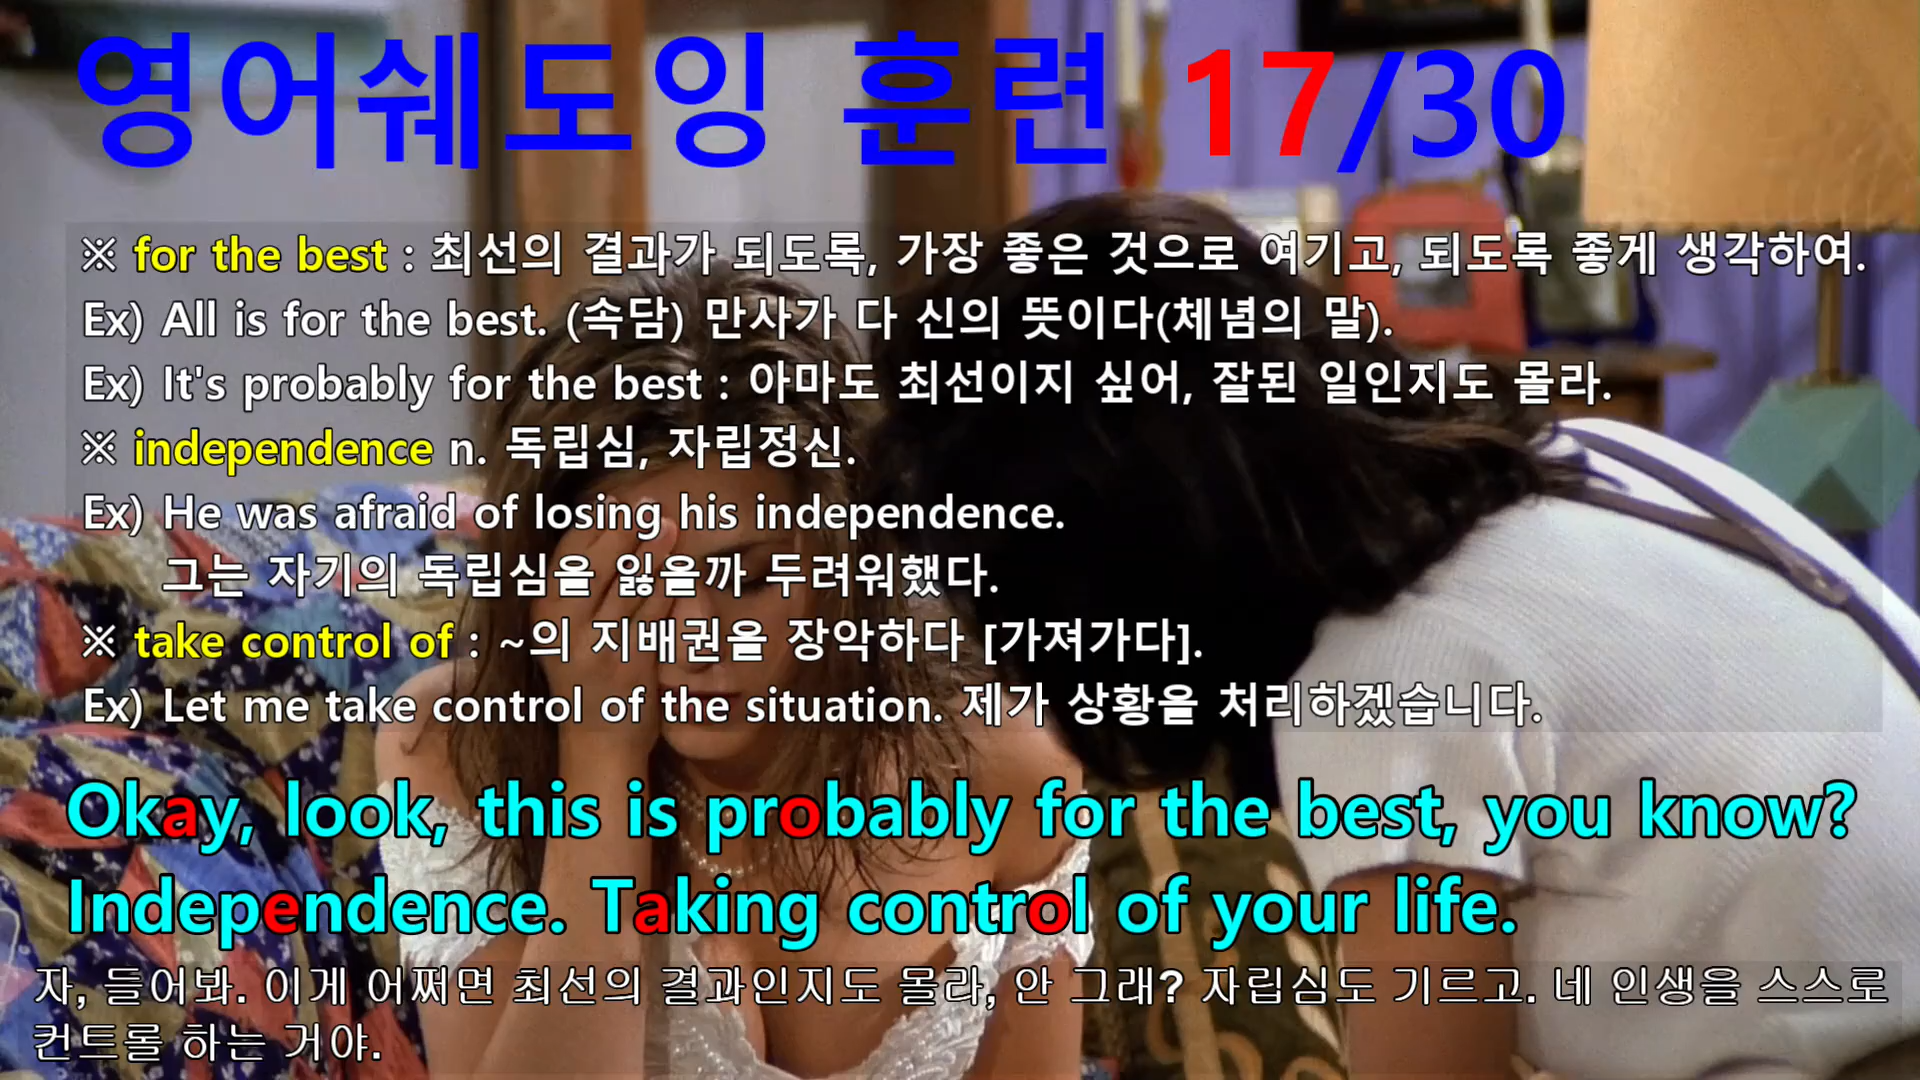 영어쉐도잉 훈련 17/30
※ for the best : 최선의 결과가 되도록, 가장 좋은 것으로 여기고, 되도록 좋게 생각하여.
Ex) All is for the best. (속담) 만사가 다 신의 뜻이다(체념의 말).
Ex) It's probably for the best : 아마도 최선이지 싶어, 잘된 일인지도 몰라.
※ independence n. 독립심, 자립정신.
Ex) He was afraid of losing his independence.
그는 자기의 독립심을 잃을까 두려워했다.
※ take control of : ~의 지배권을 장악하다 [가져가다].
Ex) Let me take control of the situation. 제가 상황을 처리하겠습니다.
Okay, look, this is probably for the best, you know?
Independence. Taking control of your life.
자, 들어봐. 이게 어쩌면 최선의 결과인지도 몰라, 안 그래? 자립심도 기르고. 네 인생을 스스로
컨트롤 하는 거야.